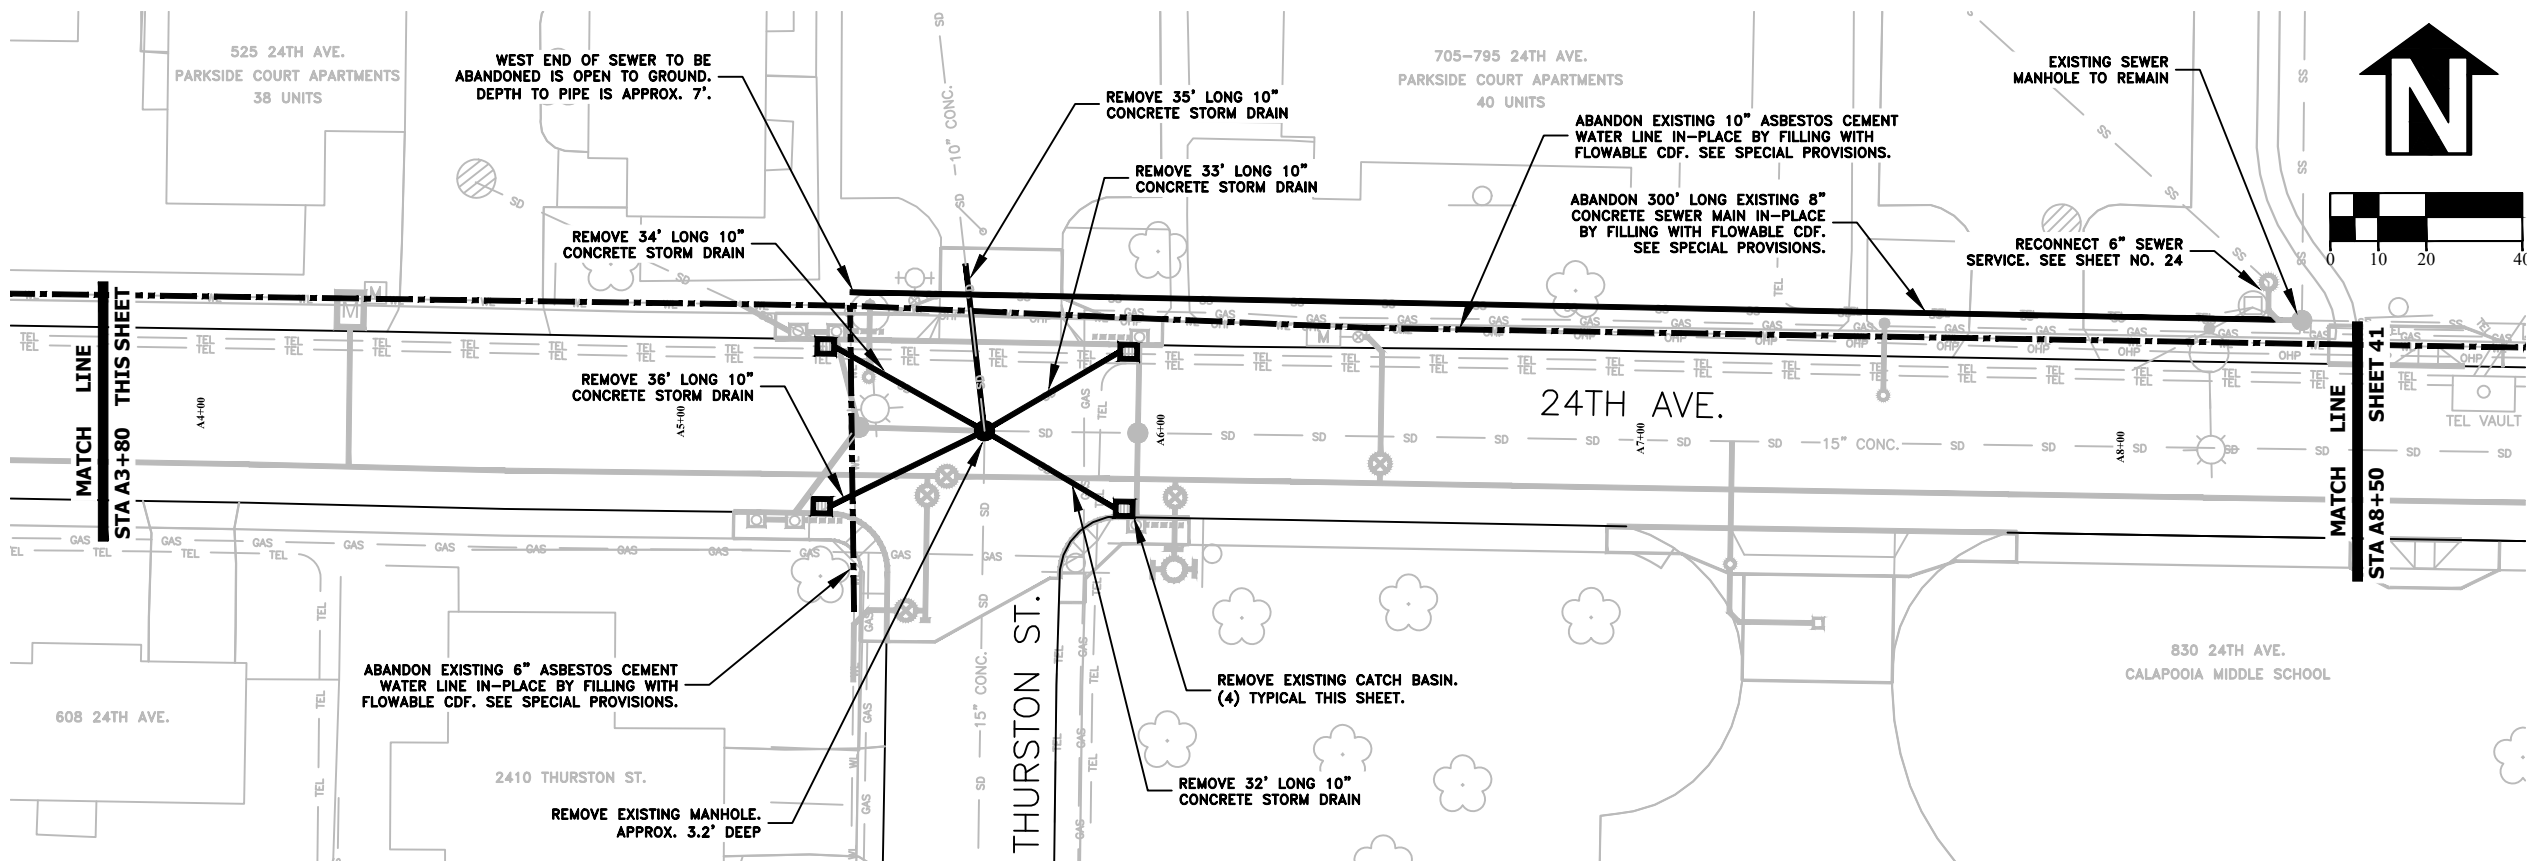 525 24TH AVE.
PARKSIDE COURT APARTMENTS
38 UNITS
WEST END OF SEWER TO BE
ABANDONED IS OPEN TO GROUND.
DEPTH TO PIPE IS APPROX. 7'.
REMOVE 34' LONG 10"
CONCRETE STORM DRAIN
REMOVE 36' LONG 10"
CONCRETE STORM DRAIN
10" CONC.
REMOVE 35' LONG 10"
CONCRETE STORM DRAIN
REMOVE 33' LONG 10"
CONCRETE STORM DRAIN
705-795 24TH AVE.
PARKSIDE COURT APARTMENTS
40 UNITS
ABANDON EXISTING 10" ASBESTOS CEMENT
WATER LINE IN-PLACE BY FILLING WITH
FLOWABLE CDF. SEE SPECIAL PROVISIONS.
ABANDON 300' LONG EXISTING 8"
CONCRETE SEWER MAIN IN-PLACE
BY FILLING WITH FLOWABLE CDF.
SEE SPECIAL PROVISIONS.
EXISTING SEWER
MANHOLE TO REMAIN
RECONNECT 6" SEWER
SERVICE. SEE SHEET NO. 24
N
0 10 20 40
MATCH LINE
STA A3+80 THIS SHEET
A4+00
A5+00
A6+00
A7+00
A8+00
24TH AVE.
15" CONC.
MATCH LINE
STA A8+50 SHEET 41
TEL VAULT
M
M
M
SD
SS
GAS
TEL
OHP
WL
ABANDON EXISTING 6" ASBESTOS CEMENT
WATER LINE IN-PLACE BY FILLING WITH
FLOWABLE CDF. SEE SPECIAL PROVISIONS.
608 24TH AVE.
2410 THURSTON ST.
REMOVE EXISTING MANHOLE.
APPROX. 3.2' DEEP
15" CONC.
THURSTON ST.
REMOVE EXISTING CATCH BASIN.
(4) TYPICAL THIS SHEET.
REMOVE 32' LONG 10"
CONCRETE STORM DRAIN
830 24TH AVE.
CALAPOOIA MIDDLE SCHOOL